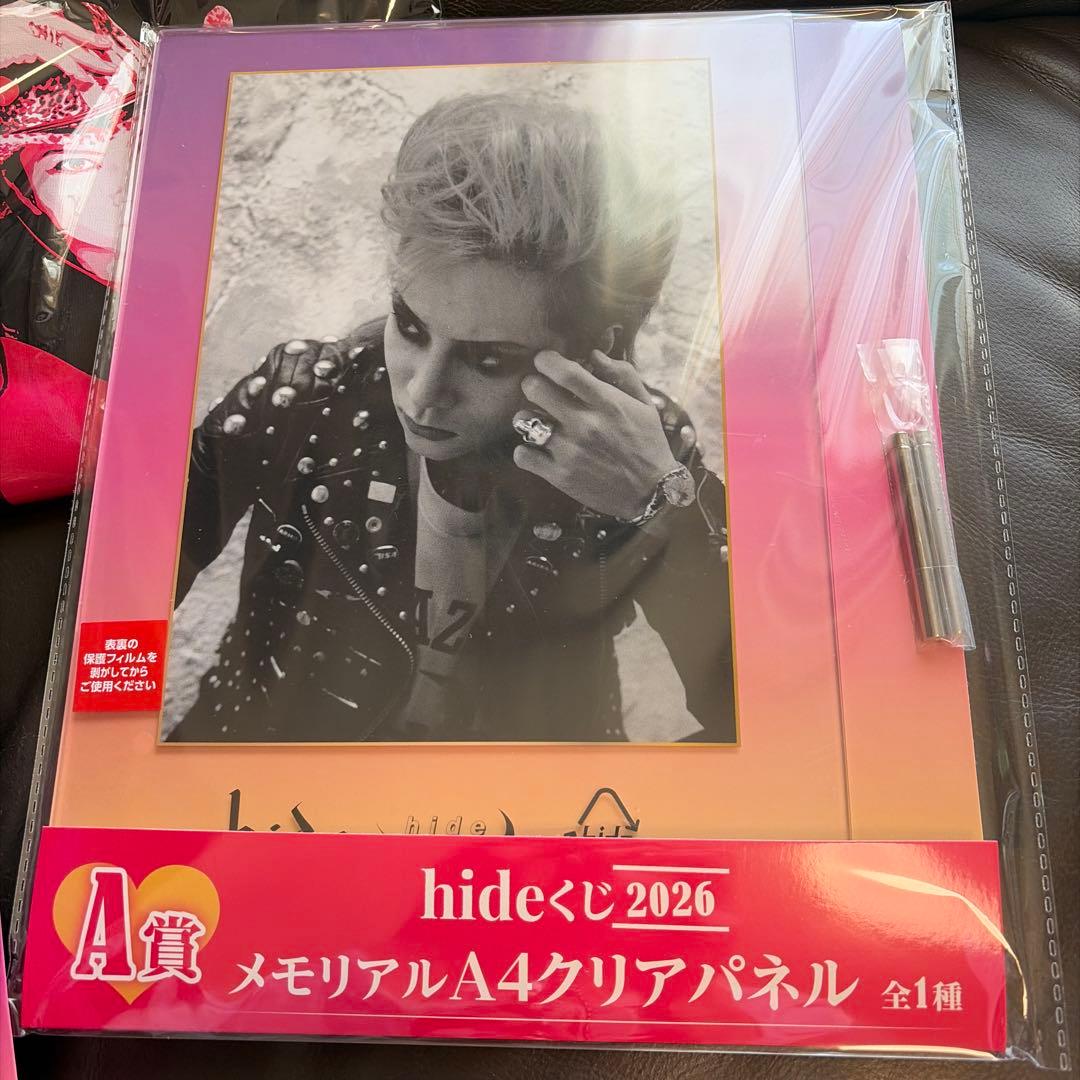 表裏の
保護フィルムを
剥がしてから
ご使用ください
hide
hide
A賞
hideくじ 2026
メモリアルA4クリアパネル 全1種